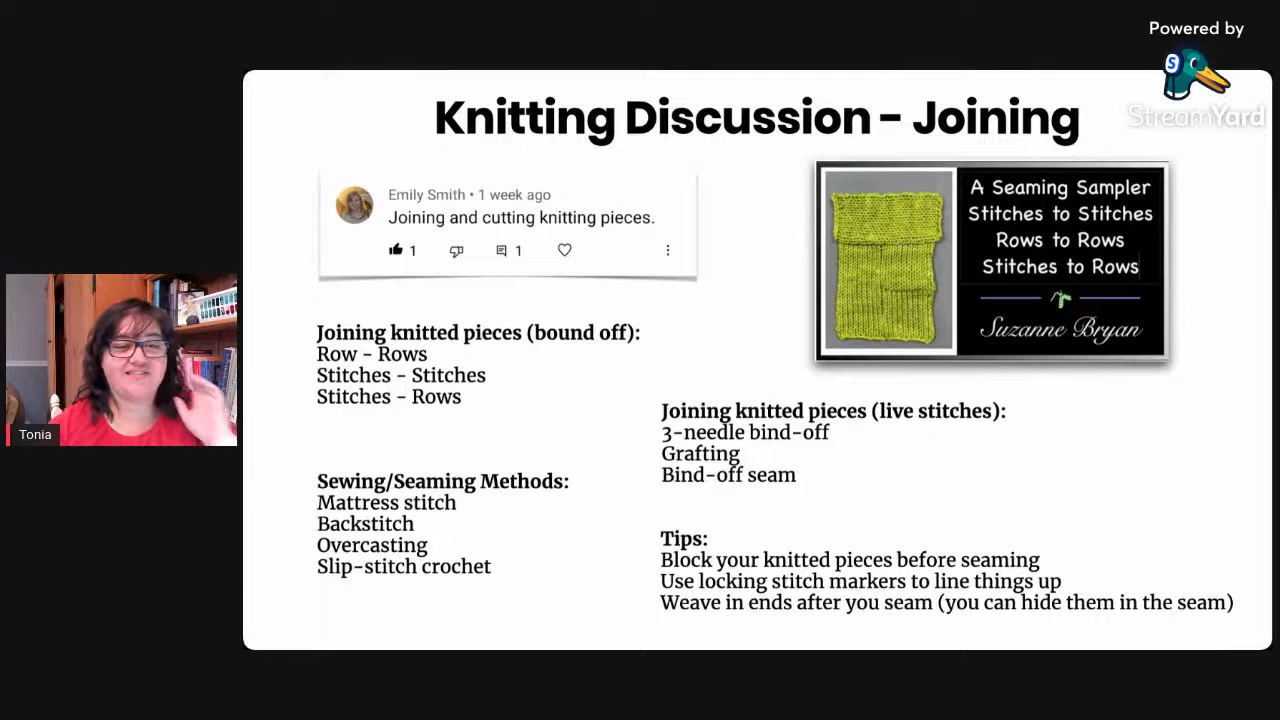 Powered by
StreamYard
Knitting Discussion - Joining
Emily Smith • 1 week ago
Joining and cutting knitting pieces.
1
1
A Seaming Sampler
Stitches to Stitches
Rows to Rows
Stitches to Rows
Suzanne Bryan
Joining knitted pieces (bound off):
Row - Rows
Stitches - Stitches
Stitches - Rows
Joining knitted pieces (live stitches):
3-needle bind-off
Grafting
Bind-off seam
Sewing/Seaming Methods:
Mattress stitch
Backstitch
Overcasting
Slip-stitch crochet
Tips:
Block your knitted pieces before seaming
Use locking stitch markers to line things up
Weave in ends after you seam (you can hide them in the seam)
Tonia